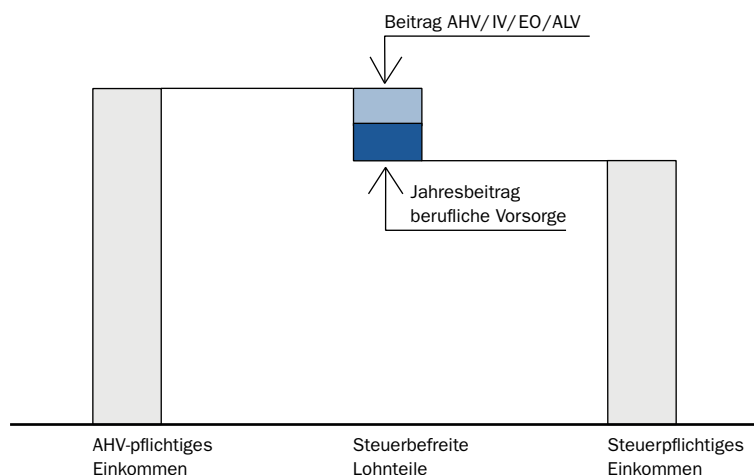 Beitrag AHV/IV/EO/ALV
Jahresbeitrag
berufliche Vorsorge
AHV-pflichtiges
Einkommen
Steuerbefreite
Lohnteile
Steuerpflichtiges
Einkommen